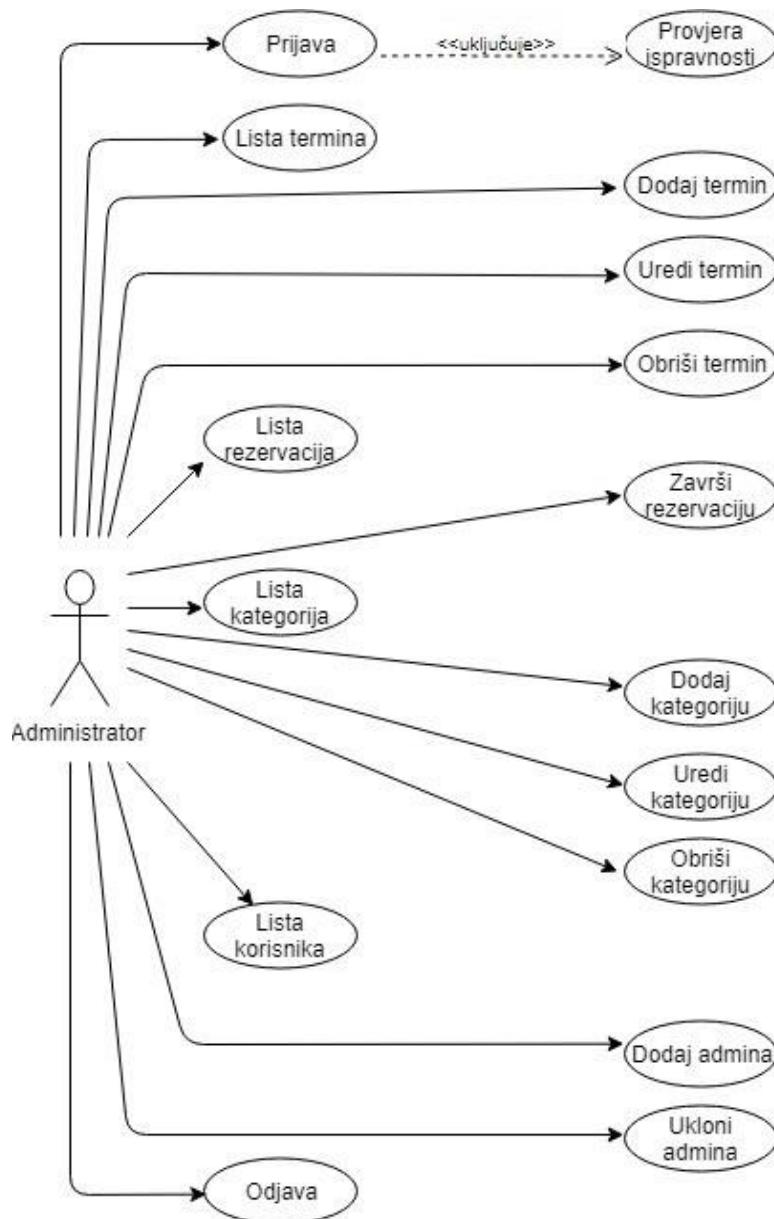 Prijava
<<uključuje>>
Provjera
ispravnosti
Lista termina
Dodaj termin
Uredi termin
Obriši termin
Lista
rezervacija
Završi
rezervaciju
Lista
kategorija
Dodaj
kategoriju
Administrator
Uredi
kategoriju
Obriši
kategoriju
Lista
korisnika
Dodaj admina
Ukloni
admina
Odjava